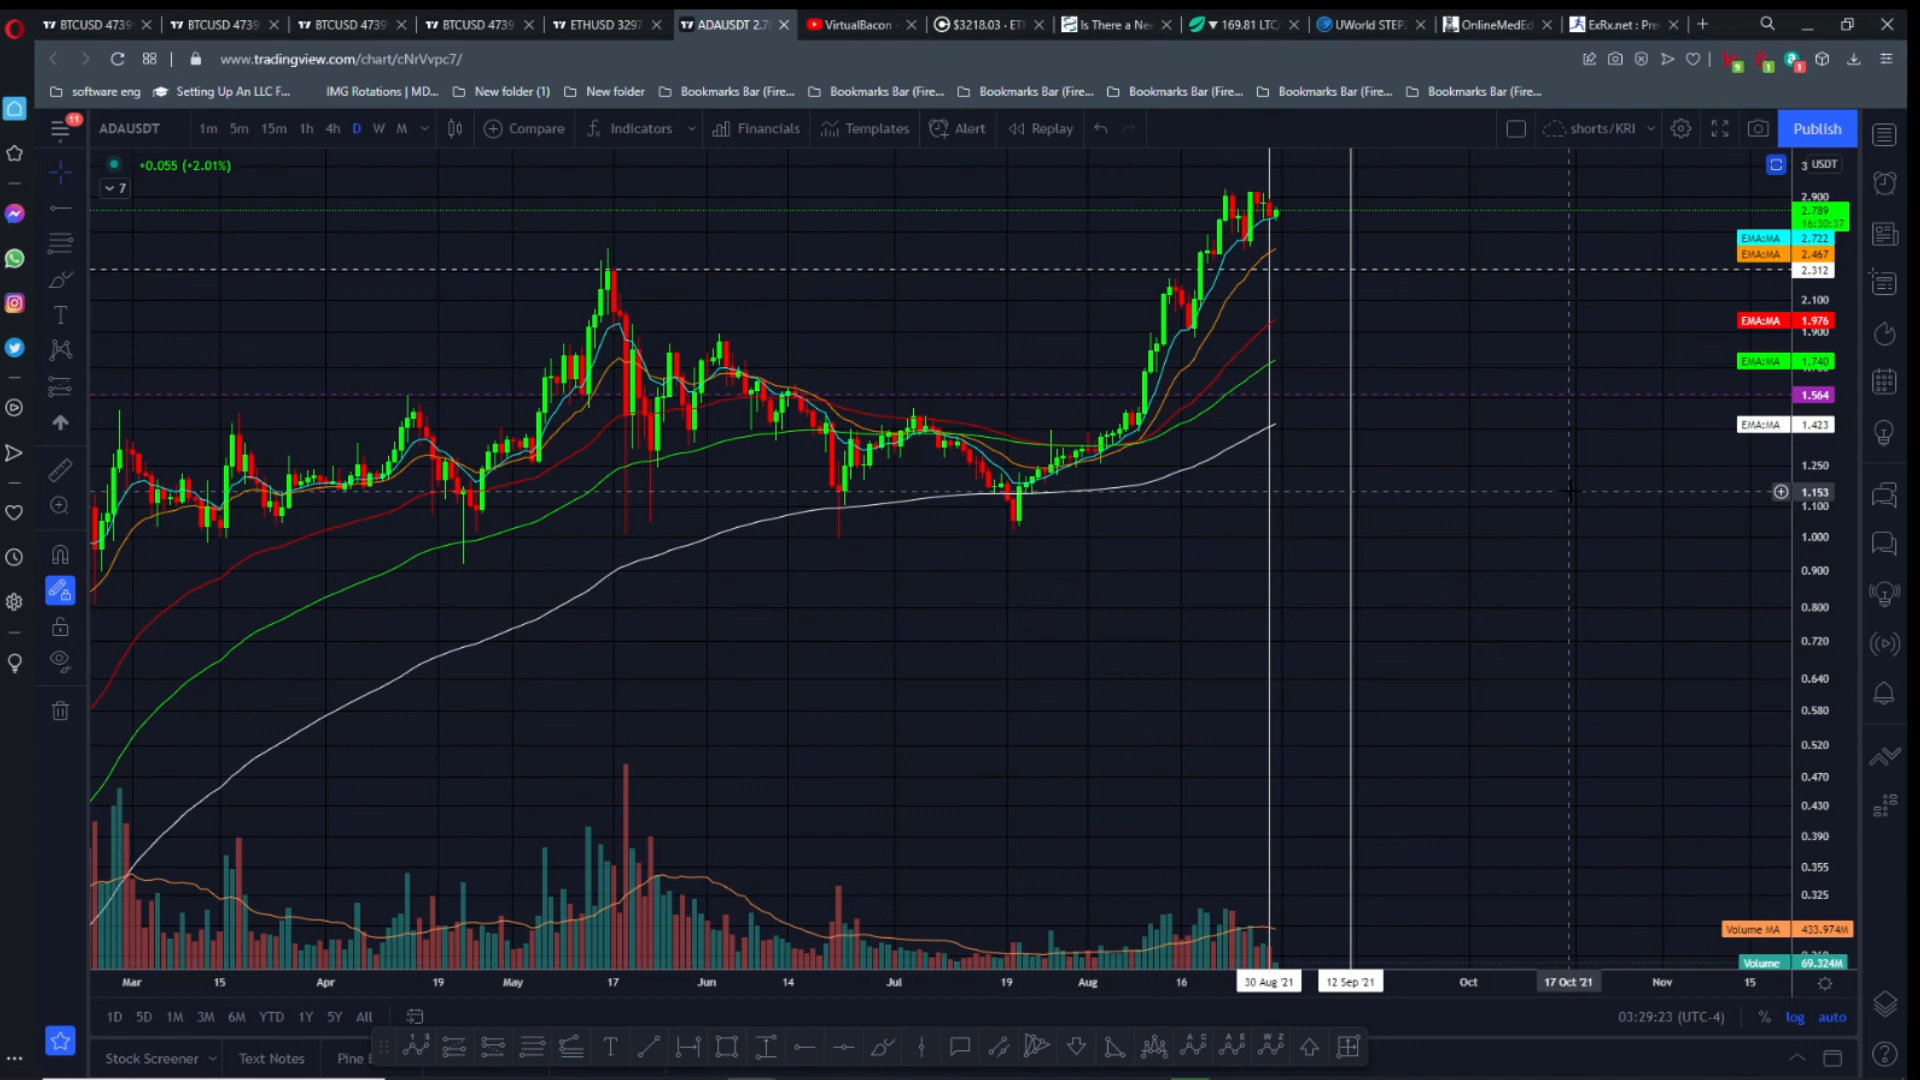 BTCUSD 4739
BTCUSD 4739
BTCUSD 4739
BTCUSD 4739
ETHUSD 3297
ADAUSDT 2.7
VirtualBacon -
$3218.03 · ETH
Is There a Ne
▼ 169.81 LTC/
UWorld STEP
OnlineMedEd
ExRx.net : Pre
www.tradingview.com/chart/cNrVvpc7/
9
1
1
software eng
Setting Up An LLC F...
IMG Rotations | MD...
New folder (1)
New folder
Bookmarks Bar (Fire...
Bookmarks Bar (Fire...
Bookmarks Bar (Fire...
Bookmarks Bar (Fire...
Bookmarks Bar (Fire...
Bookmarks Bar (Fire...
11
ADAUSDT
1m 5m 15m 1h 4h D W M
Compare
Indicators
Financials
Templates
Alert
Replay
shorts/KRI
Publish
+0.055 (+2.01%)
7
3 USDT
2.900
2.789
16:30:37
EMA:MA 2.722
EMA:MA 2.467
2.312
2.100
EMA:MA 1.976
1.900
EMA:MA 1.740
1.564
EMA:MA 1.423
1.250
1.153
1.100
1.000
0.900
0.800
0.720
0.640
0.580
0.520
0.470
0.430
0.390
0.355
0.325
Volume MA 433.974M
Volume 69.324M
Mar 15 Apr 19 May 17 Jun 14 Jul 19 Aug 16 30 Aug '21 12 Sep '21 Oct 17 Oct '21 Nov 15
1D 5D 1M 3M 6M YTD 1Y 5Y All
03:29:23 (UTC-4) % log auto
Stock Screener
Text Notes
Pine